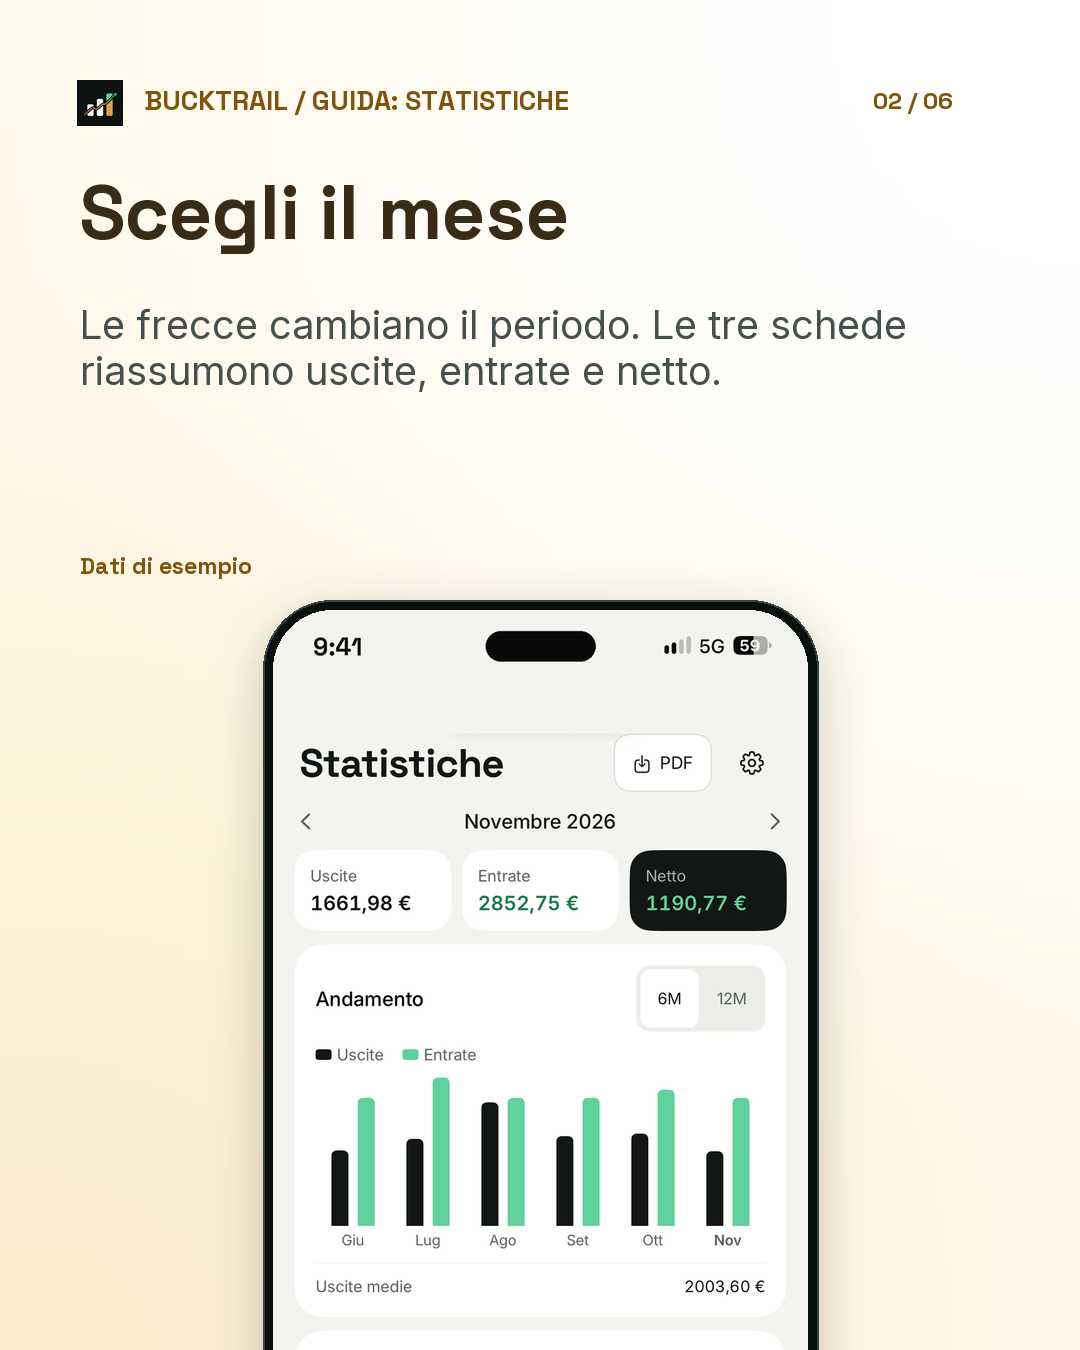 BUCKTRAIL / GUIDA: STATISTICHE
02 / 06
Scegli il mese
Le frecce cambiano il periodo. Le tre schede
riassumono uscite, entrate e netto.
Dati di esempio
9:41
5G
59
Statistiche
PDF
Novembre 2026
Uscite
1661,98 €
Entrate
2852,75 €
Netto
1190,77 €
Andamento
6M
12M
Uscite
Entrate
Giu
Lug
Ago
Set
Ott
Nov
Uscite medie
2003,60 €